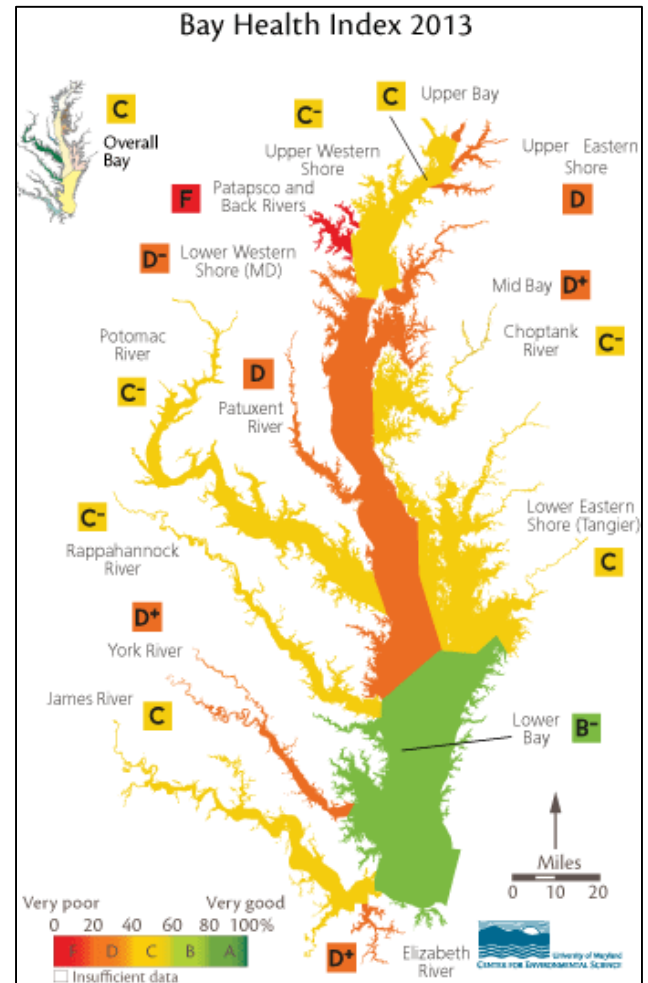 Bay Health Index 2013
C
Overall
Bay
C
Upper Bay
C-
Upper Western
Shore
Upper Eastern
Shore
D
F
Patapsco and
Back Rivers
D-
Lower Western
Shore (MD)
Mid Bay
D+
Choptank
River
C-
Potomac
River
C-
D
Patuxent
River
C-
Rappahannock
River
Lower Eastern
Shore (Tangier)
C
D+
York River
James River
C
Lower
Bay
B-
Miles
0 10 20
Very poor Very good
0 20 40 60 80 100%
F D C B A
Insufficient data
D+
Elizabeth
River
University of Maryland
CENTER FOR ENVIRONMENTAL SCIENCE